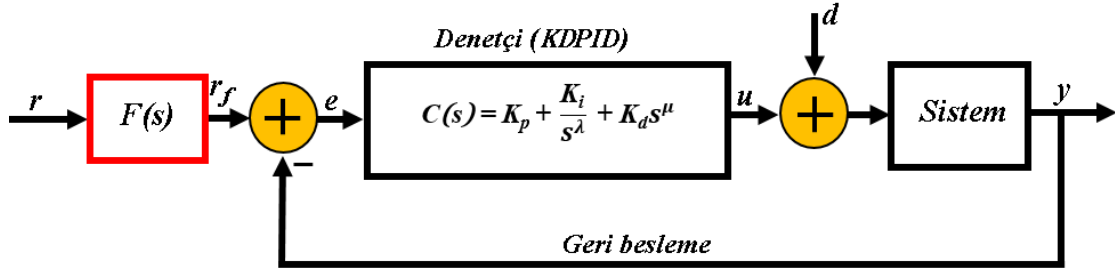 Denetçi (KDPID)
r
F(s)
r_f
+
−
e
C(s) = K_p + K_i/s^λ + K_d s^μ
u
d
+
Sistem
y
Geri besleme